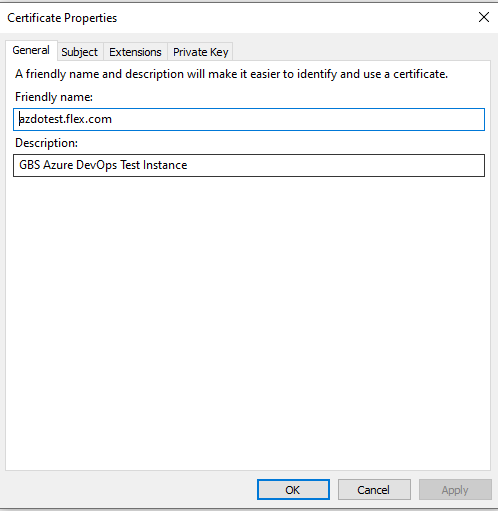 Certificate Properties
General Subject Extensions Private Key
A friendly name and description will make it easier to identify and use a certificate.
Friendly name:
azdotest.flex.com
Description:
GBS Azure DevOps Test Instance
OK Cancel Apply